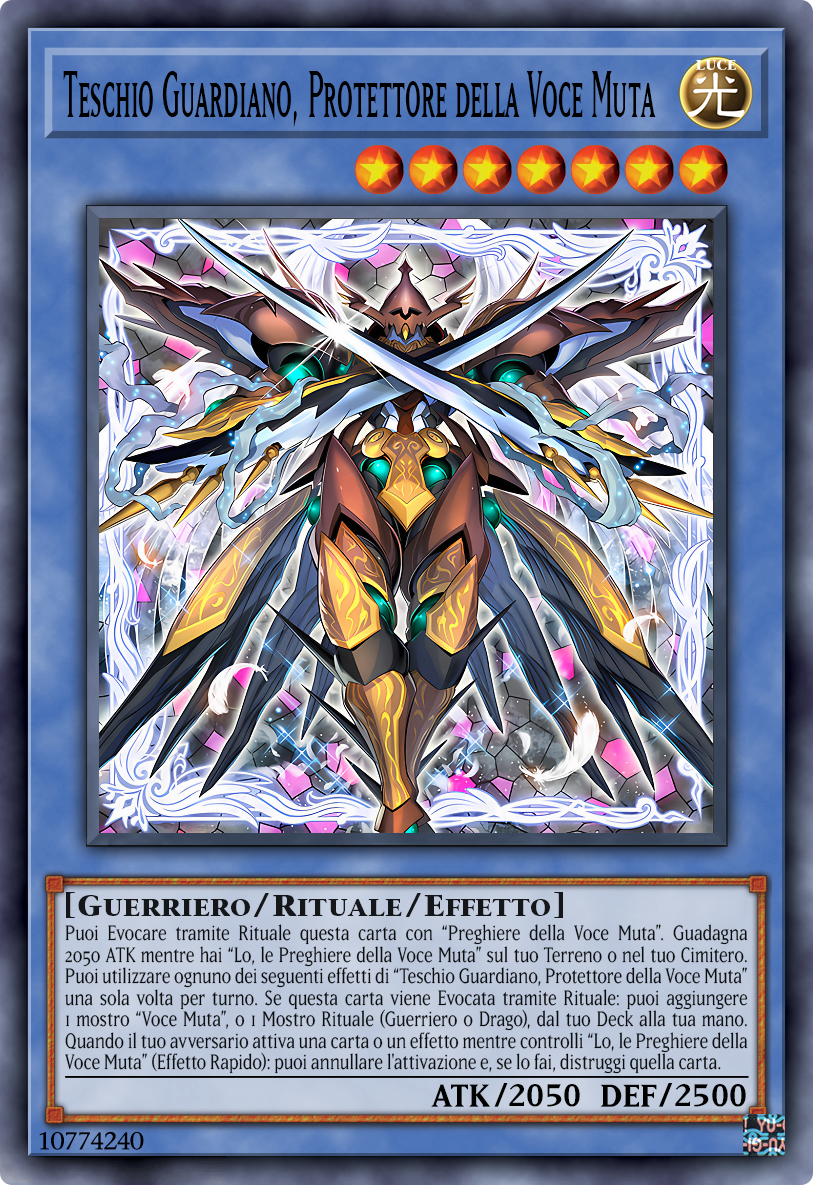 Teschio Guardiano, Protettore della Voce Muta
LUCE
光
[Guerriero/Rituale/Effetto]
Puoi Evocare tramite Rituale questa carta con “Preghiere della Voce Muta”. Guadagna
2050 ATK mentre hai “Lo, le Preghiere della Voce Muta” sul tuo Terreno o nel tuo Cimitero.
Puoi utilizzare ognuno dei seguenti effetti di “Teschio Guardiano, Protettore della Voce Muta”
una sola volta per turno. Se questa carta viene Evocata tramite Rituale: puoi aggiungere
1 mostro “Voce Muta”, o 1 Mostro Rituale (Guerriero o Drago), dal tuo Deck alla tua mano.
Quando il tuo avversario attiva una carta o un effetto mentre controlli “Lo, le Preghiere della
Voce Muta” (Effetto Rapido): puoi annullare l'attivazione e, se lo fai, distruggi quella carta.
ATK/2050 DEF/2500
10774240